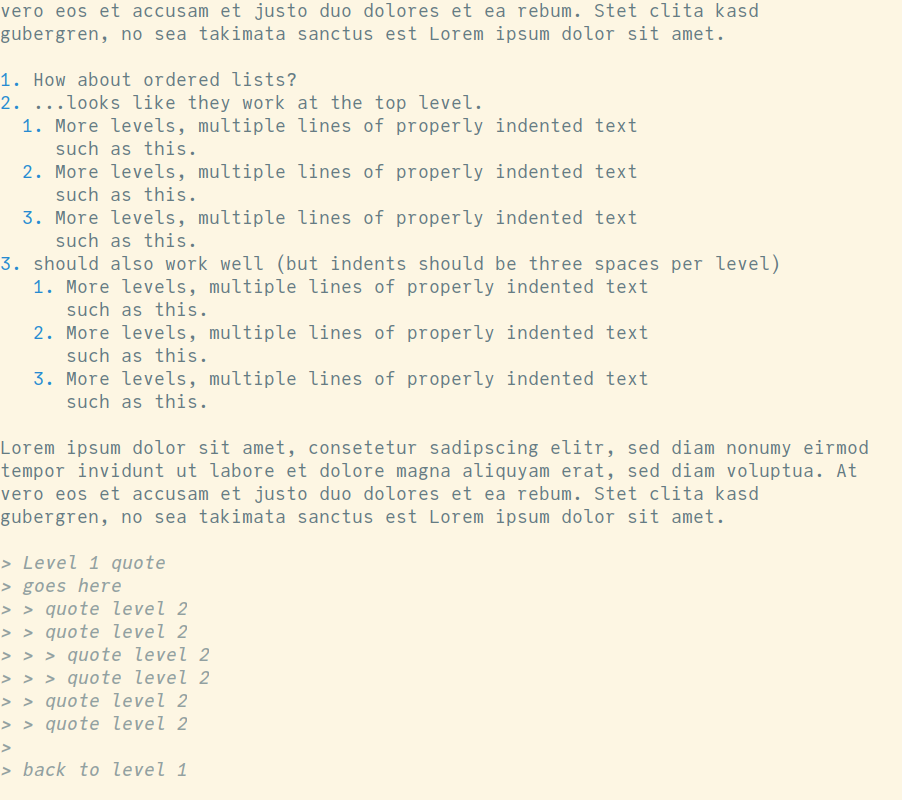 vero eos et accusam et justo duo dolores et ea rebum. Stet clita kasd
gubergren, no sea takimata sanctus est Lorem ipsum dolor sit amet.

1. How about ordered lists?
2. ...looks like they work at the top level.
  1. More levels, multiple lines of properly indented text
     such as this.
  2. More levels, multiple lines of properly indented text
     such as this.
  3. More levels, multiple lines of properly indented text
     such as this.
3. should also work well (but indents should be three spaces per level)
   1. More levels, multiple lines of properly indented text
      such as this.
   2. More levels, multiple lines of properly indented text
      such as this.
   3. More levels, multiple lines of properly indented text
      such as this.

Lorem ipsum dolor sit amet, consetetur sadipscing elitr, sed diam nonumy eirmod
tempor invidunt ut labore et dolore magna aliquyam erat, sed diam voluptua. At
vero eos et accusam et justo duo dolores et ea rebum. Stet clita kasd
gubergren, no sea takimata sanctus est Lorem ipsum dolor sit amet.

> Level 1 quote
> goes here
> > quote level 2
> > quote level 2
> > > quote level 2
> > > quote level 2
> > quote level 2
> > quote level 2
>
> back to level 1